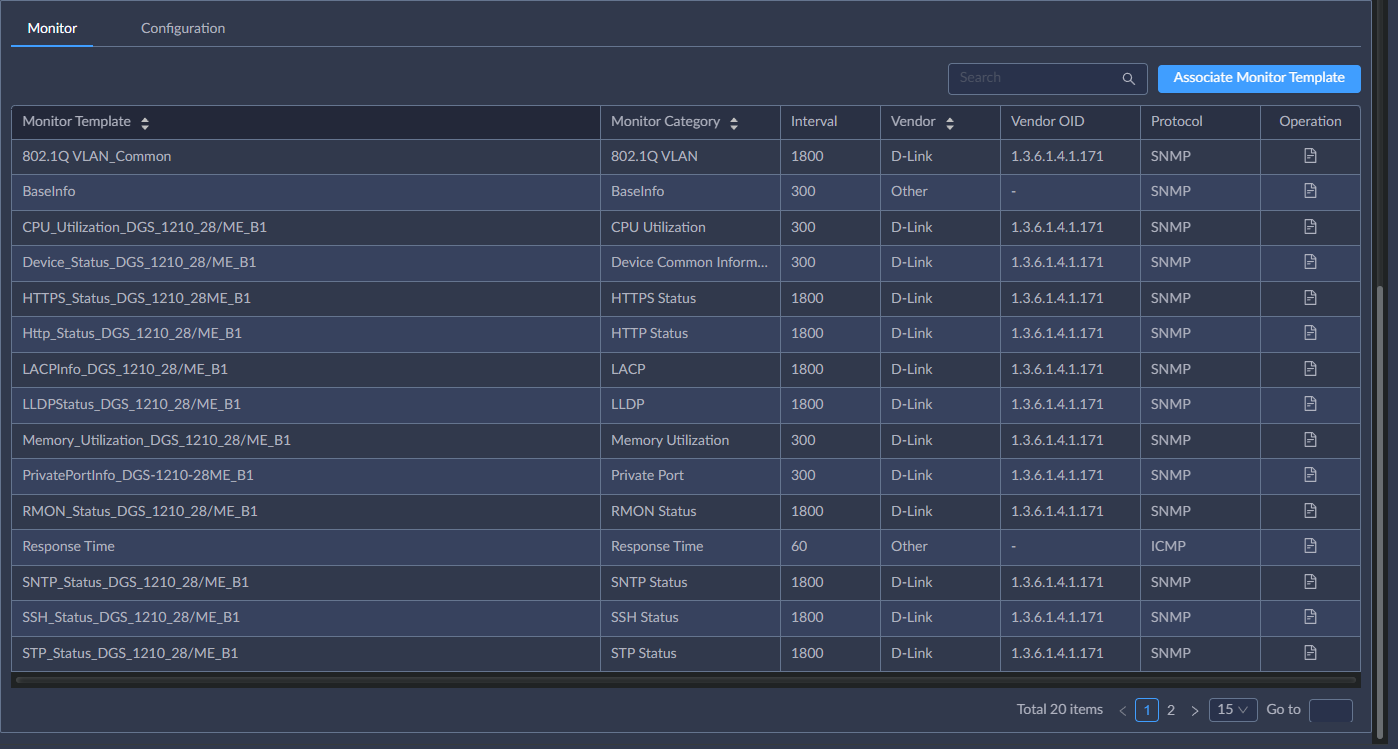 Monitor Configuration
Search Associate Monitor Template
Monitor Template Monitor Category Interval Vendor Vendor OID Protocol Operation
802.1Q VLAN_Common 802.1Q VLAN 1800 D-Link 1.3.6.1.4.1.171 SNMP
BaseInfo BaseInfo 300 Other - SNMP
CPU_Utilization_DGS_1210_28/ME_B1 CPU Utilization 300 D-Link 1.3.6.1.4.1.171 SNMP
Device_Status_DGS_1210_28/ME_B1 Device Common Inform... 300 D-Link 1.3.6.1.4.1.171 SNMP
HTTPS_Status_DGS_1210_28ME_B1 HTTPS Status 1800 D-Link 1.3.6.1.4.1.171 SNMP
Http_Status_DGS_1210_28/ME_B1 HTTP Status 1800 D-Link 1.3.6.1.4.1.171 SNMP
LACPInfo_DGS_1210_28/ME_B1 LACP 1800 D-Link 1.3.6.1.4.1.171 SNMP
LLDPStatus_DGS_1210_28/ME_B1 LLDP 1800 D-Link 1.3.6.1.4.1.171 SNMP
Memory_Utilization_DGS_1210_28/ME_B1 Memory Utilization 300 D-Link 1.3.6.1.4.1.171 SNMP
PrivatePortInfo_DGS-1210-28ME_B1 Private Port 300 D-Link 1.3.6.1.4.1.171 SNMP
RMON_Status_DGS_1210_28/ME_B1 RMON Status 1800 D-Link 1.3.6.1.4.1.171 SNMP
Response Time Response Time 60 Other - ICMP
SNTP_Status_DGS_1210_28/ME_B1 SNTP Status 1800 D-Link 1.3.6.1.4.1.171 SNMP
SSH_Status_DGS_1210_28/ME_B1 SSH Status 1800 D-Link 1.3.6.1.4.1.171 SNMP
STP_Status_DGS_1210_28/ME_B1 STP Status 1800 D-Link 1.3.6.1.4.1.171 SNMP
Total 20 items < 1 2 > 15 Go to